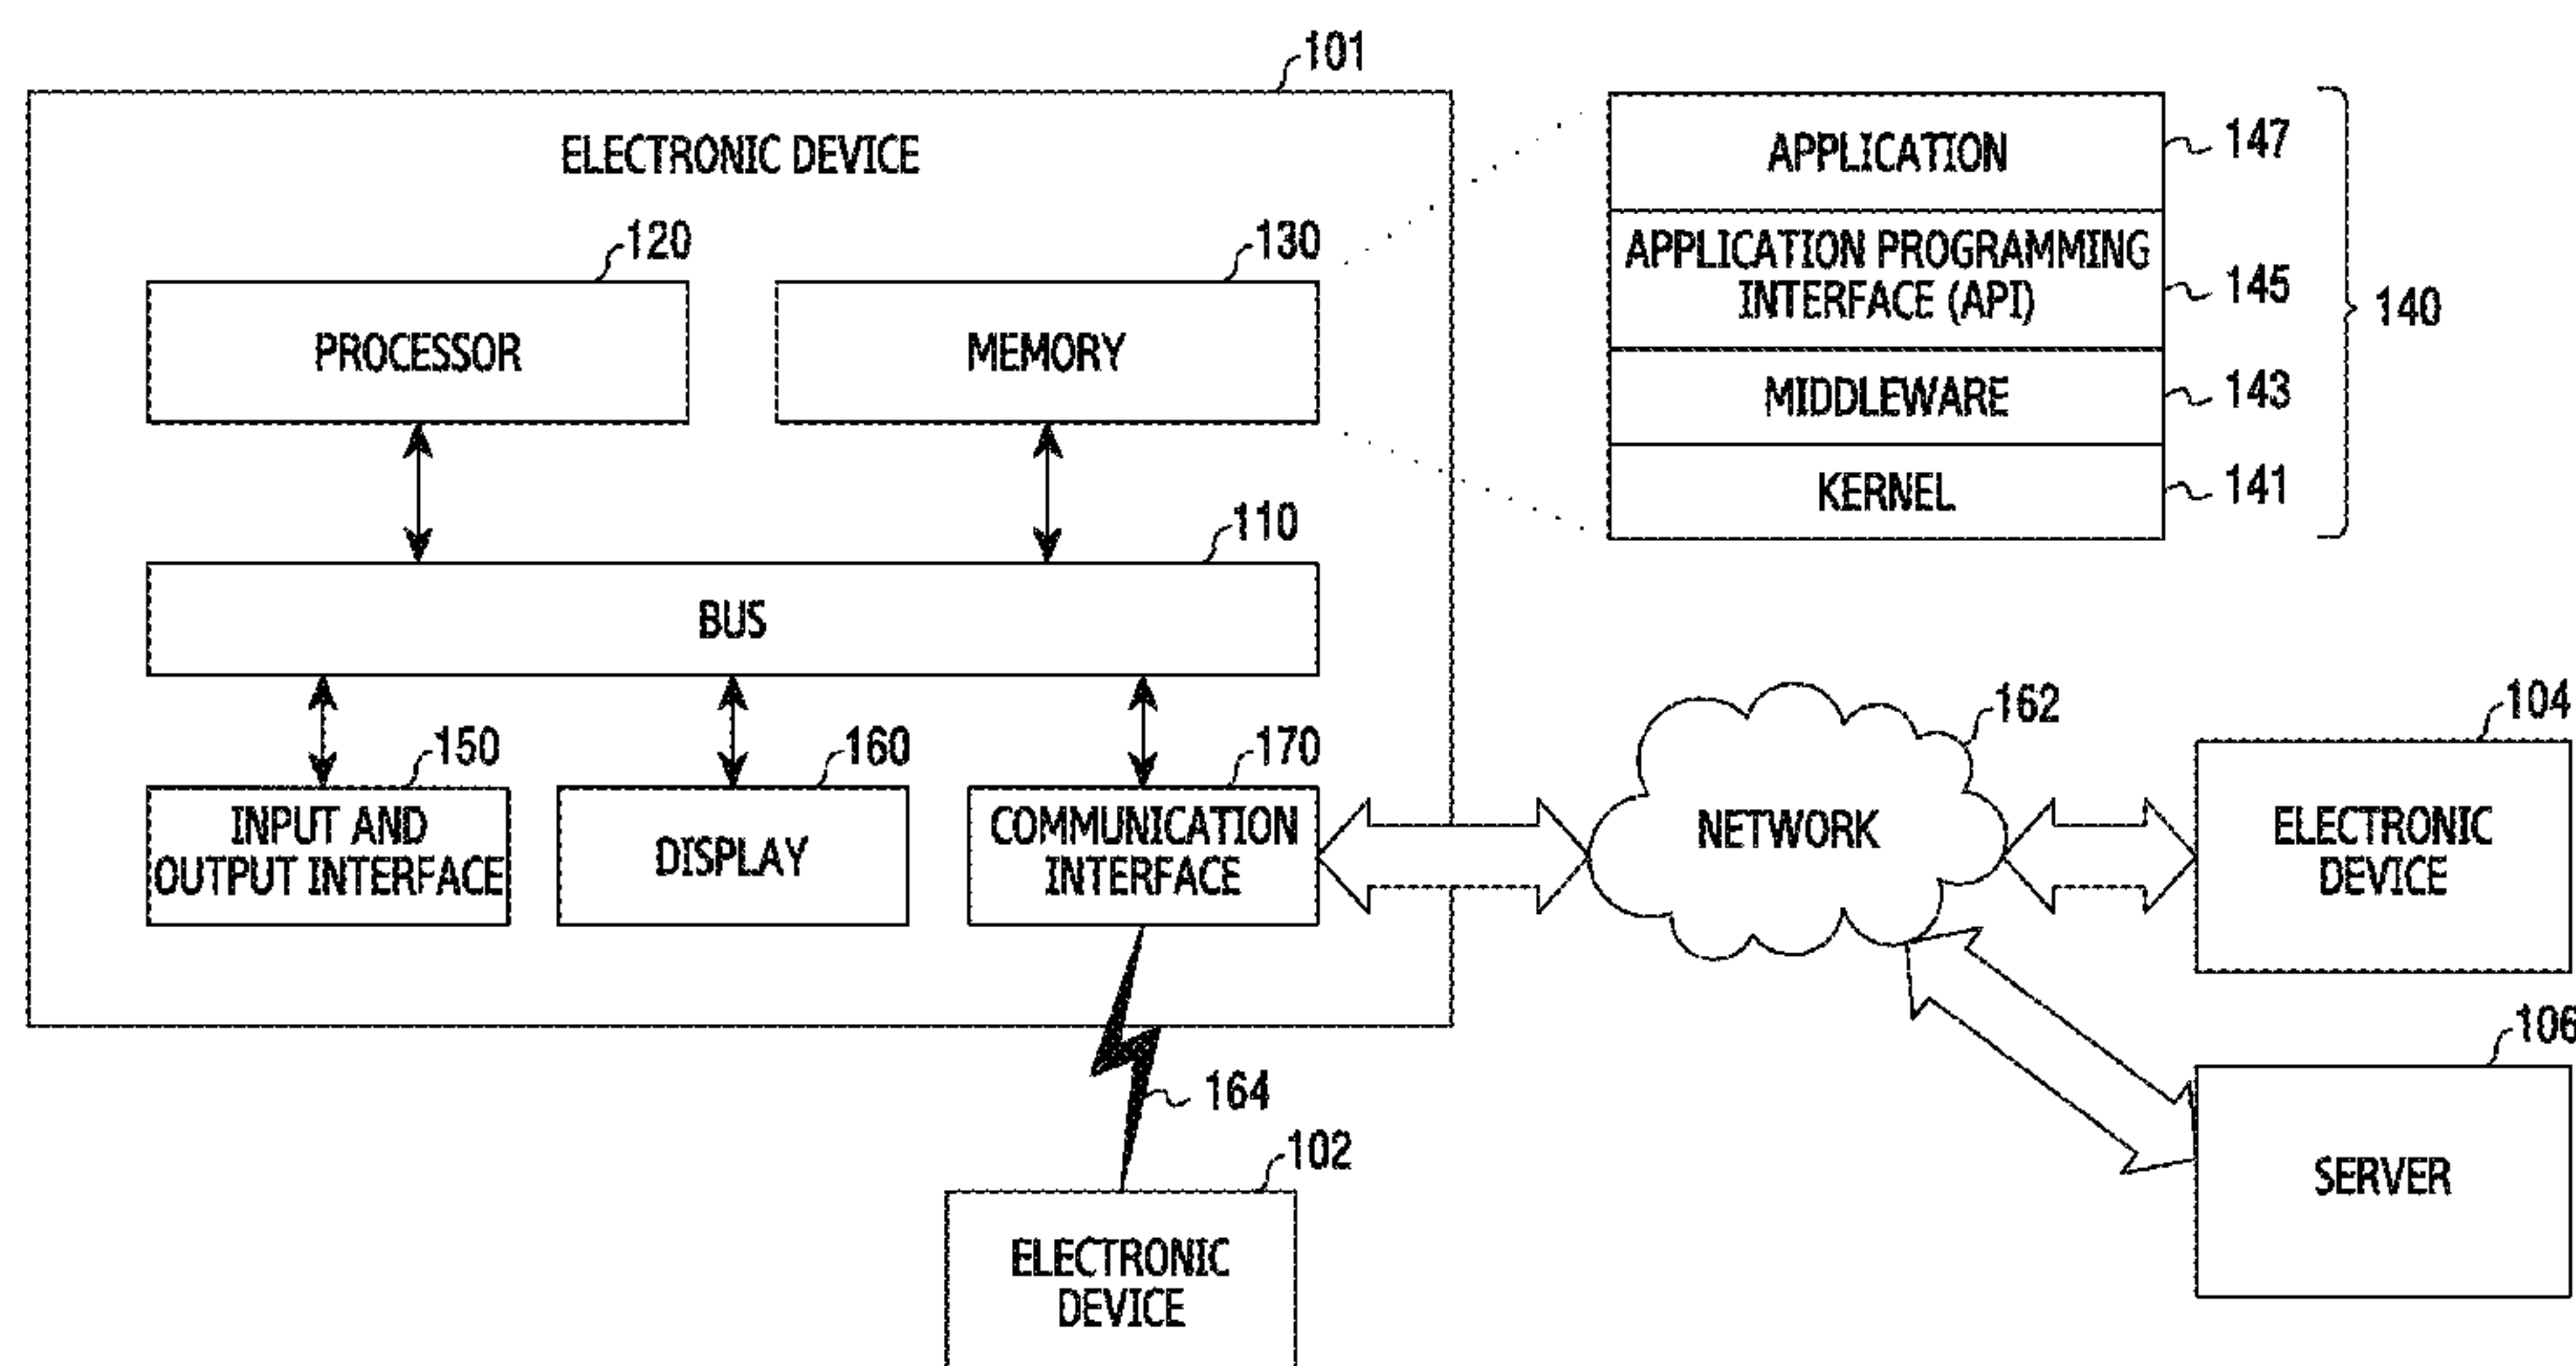 101
ELECTRONIC DEVICE
120
PROCESSOR
130
MEMORY
110
BUS
150
INPUT AND
OUTPUT INTERFACE
160
DISPLAY
170
COMMUNICATION
INTERFACE
APPLICATION
147
APPLICATION PROGRAMMING
INTERFACE (API)
145
MIDDLEWARE
143
KERNEL
141
140
162
NETWORK
104
ELECTRONIC
DEVICE
106
SERVER
164
102
ELECTRONIC
DEVICE